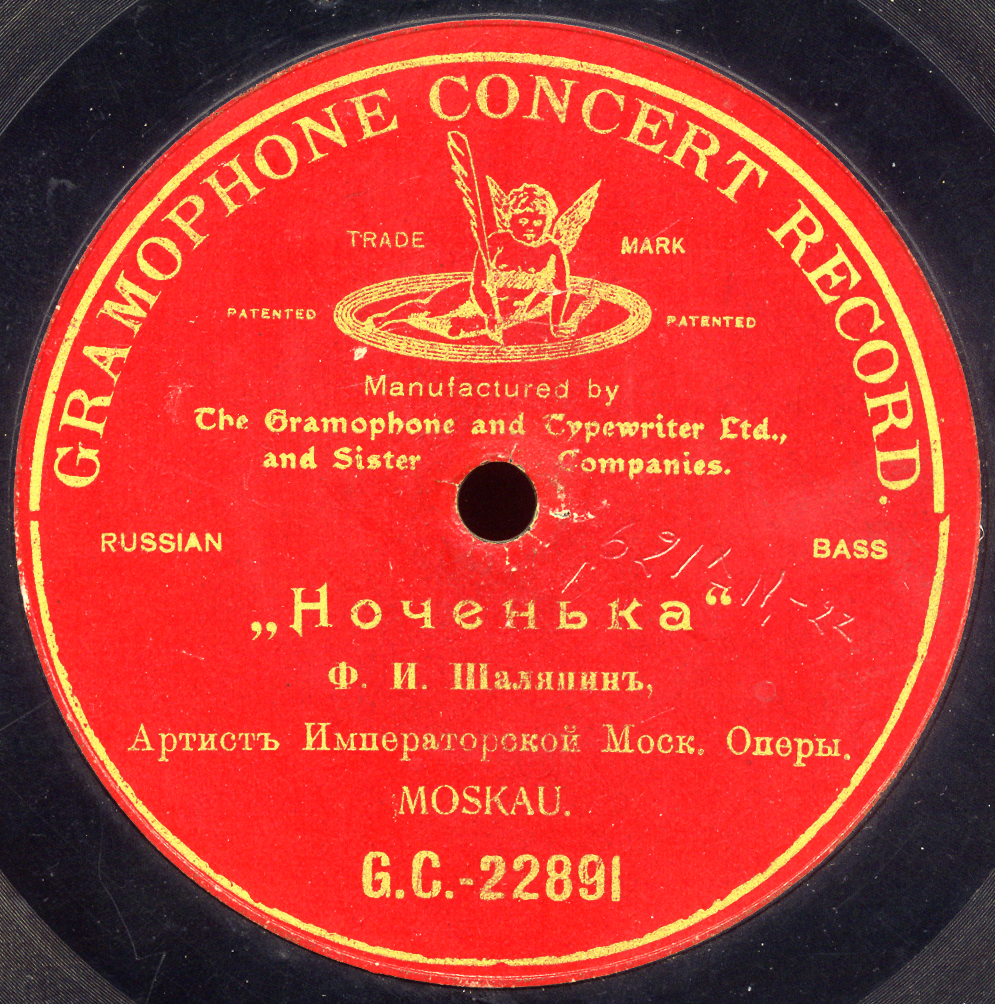 GRAMOPHONE CONCERT RECORD.
TRADE MARK
PATENTED PATENTED
Manufactured by
The Gramophone and Typewriter Ltd.,
and Sister Companies.
RUSSIAN BASS
„Ноченька“
Ф. И. Шаляпинъ,
Артистъ Императорской Моск. Оперы.
MOSKAU.
G.C.-22891